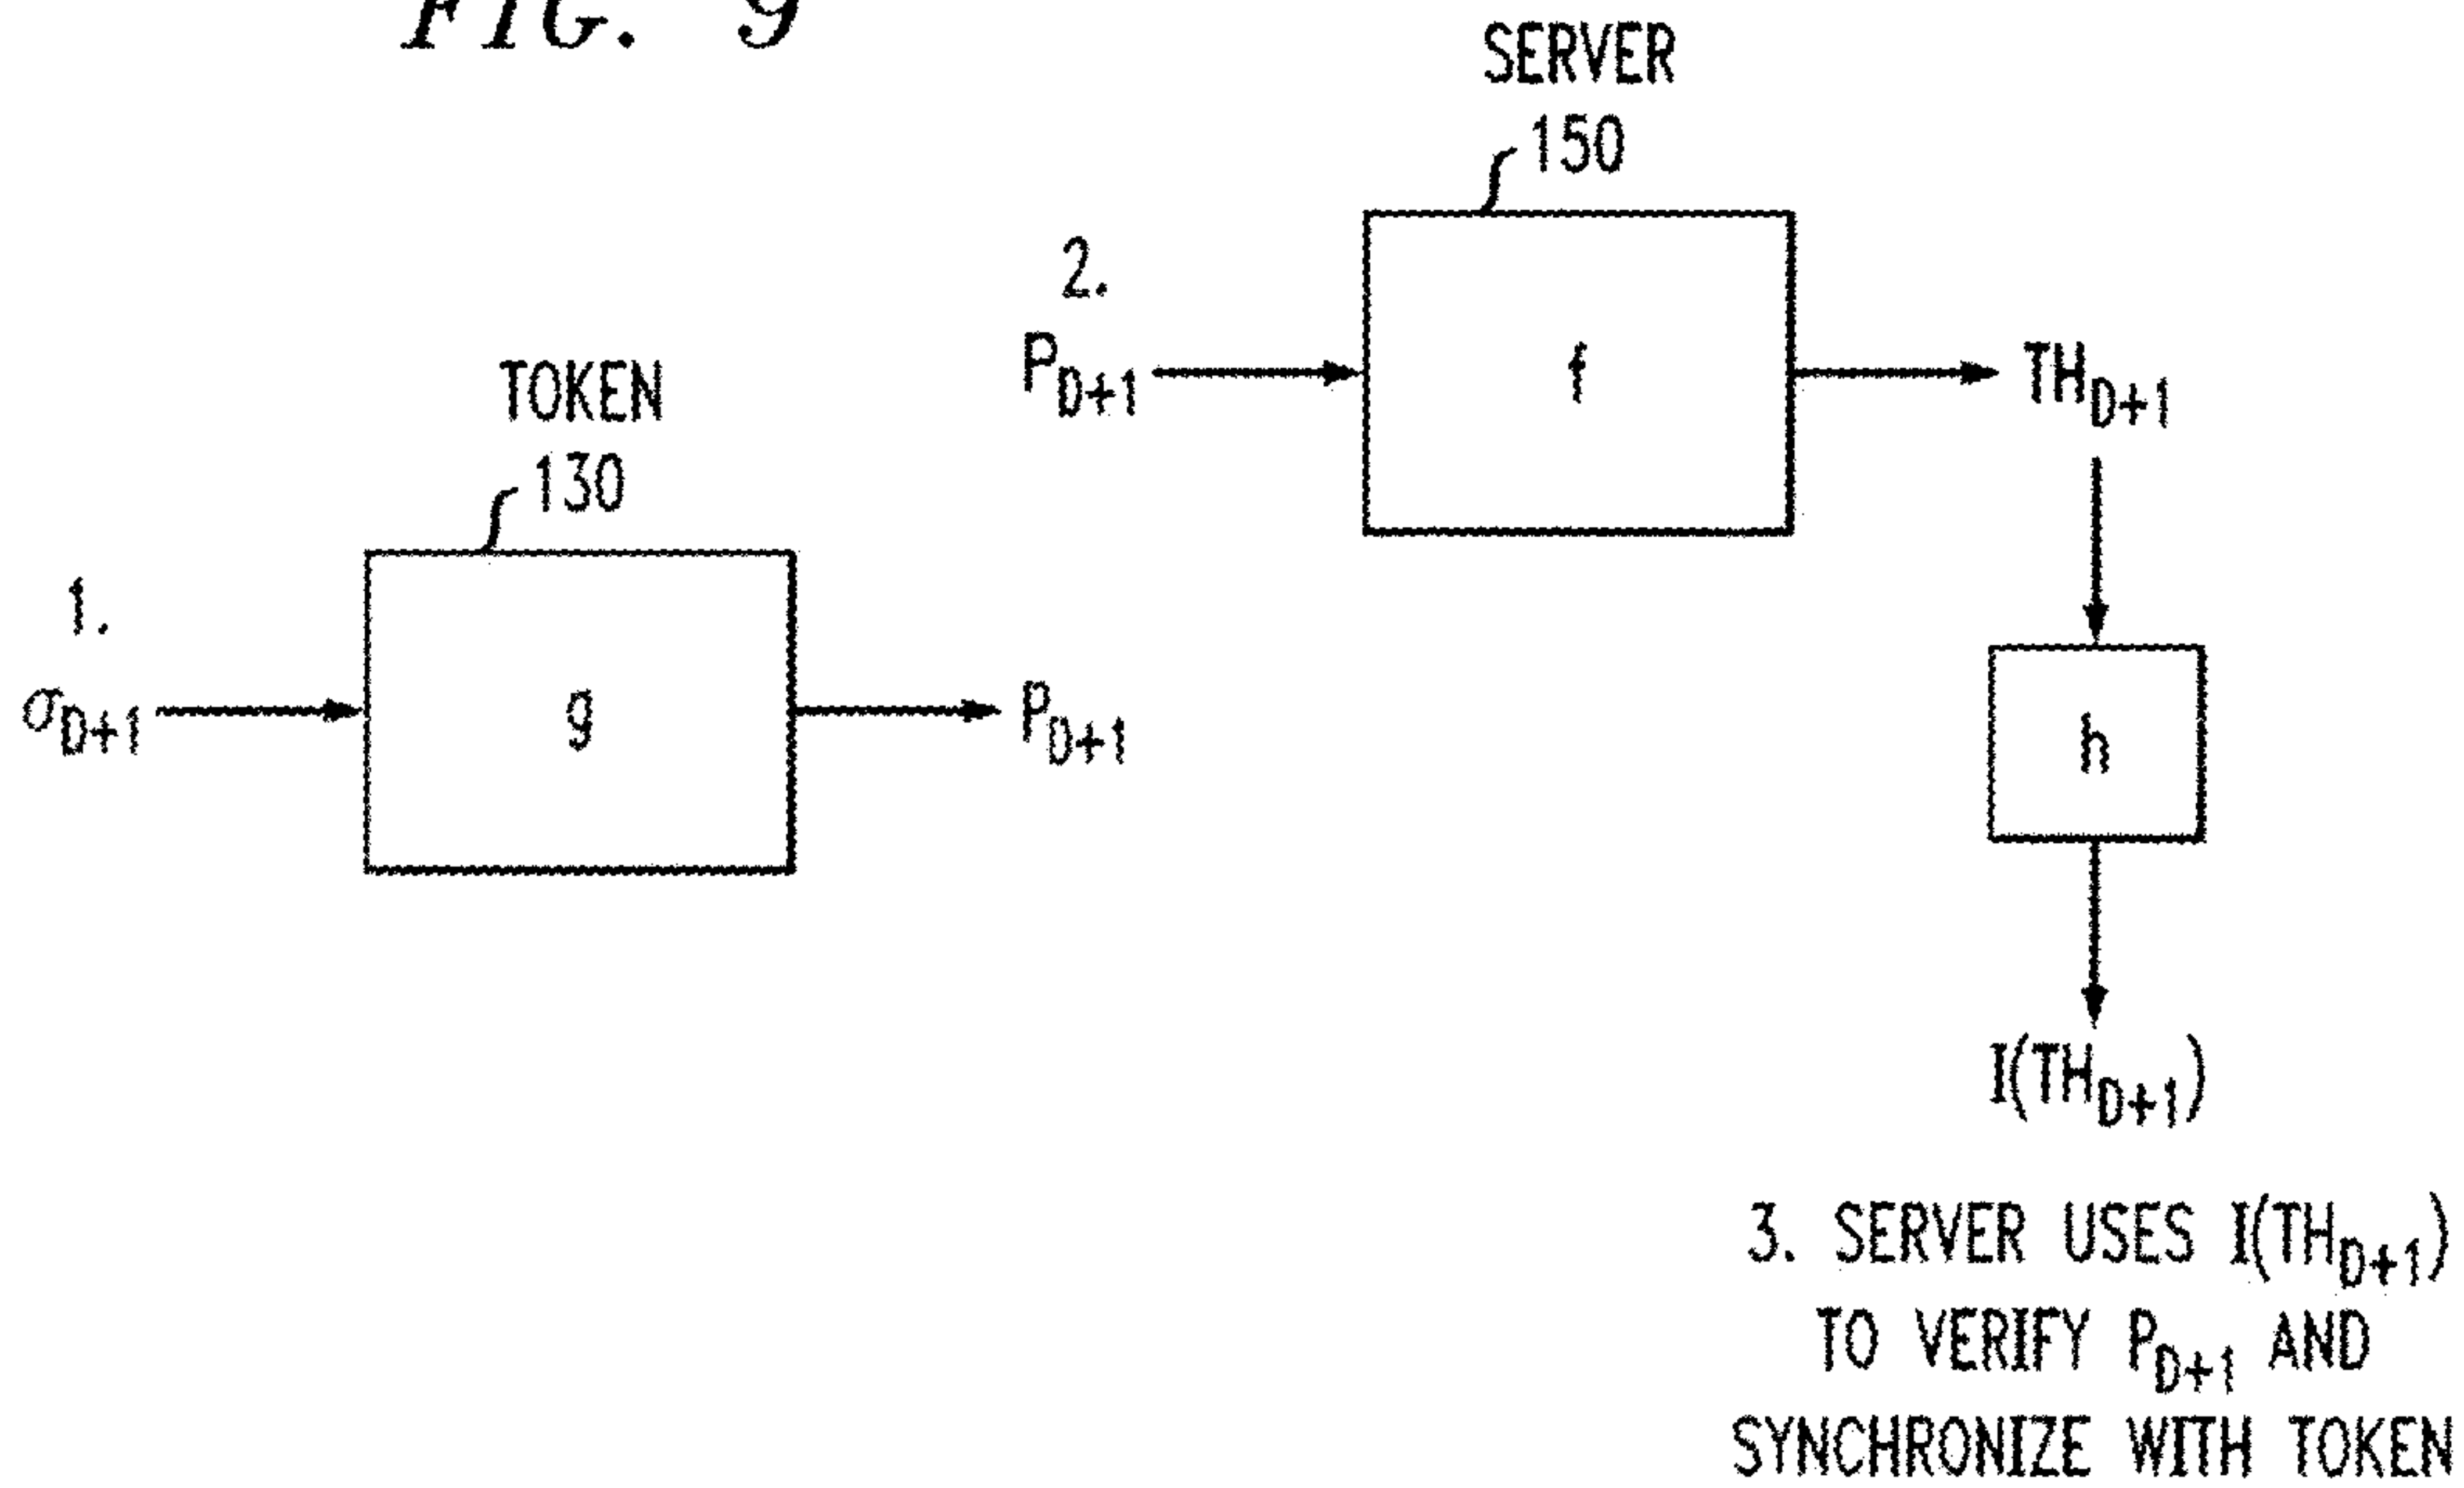 FIG. 9
SERVER
150
2.
P_{D+1}
f
TH_{D+1}
TOKEN
130
1.
σ_{D+1}
g
P_{D+1}
h
I(TH_{D+1})
3. SERVER USES I(TH_{D+1})
TO VERIFY P_{D+1} AND
SYNCHRONIZE WITH TOKEN